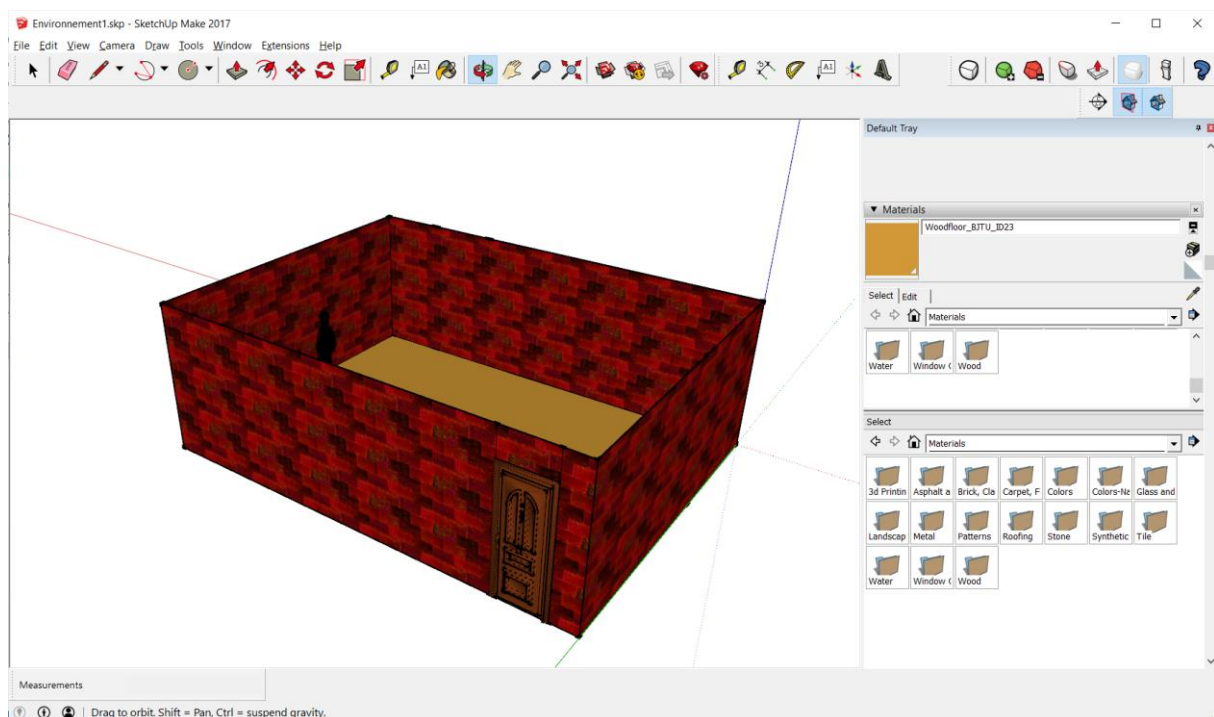 Environnement1.skp - SketchUp Make 2017
File Edit View Camera Draw Tools Window Extensions Help
A1 A1
Default Tray
Materials
Woodfloor_BJTU_ID23
Select Edit
Materials
Water Window ( Wood
Select
Materials
3d Printin Asphalt a Brick, Cla Carpet, F Colors Colors-Na Glass and
Landscap Metal Patterns Roofing Stone Synthetic Tile
Water Window ( Wood
Measurements
Drag to orbit. Shift = Pan, Ctrl = suspend gravity.